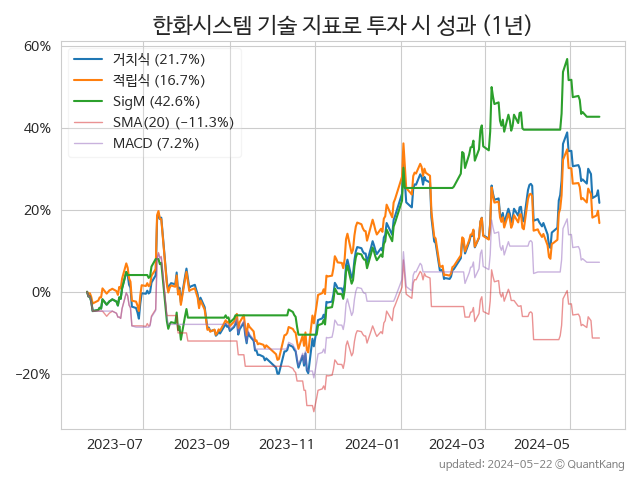 한화시스템 기술 지표로 투자 시 성과 (1년)
60%
40%
20%
0%
−20%
거치식 (21.7%)
적립식 (16.7%)
SigM (42.6%)
SMA(20) (−11.3%)
MACD (7.2%)
2023-07
2023-09
2023-11
2024-01
2024-03
2024-05
updated: 2024-05-22 © QuantKang